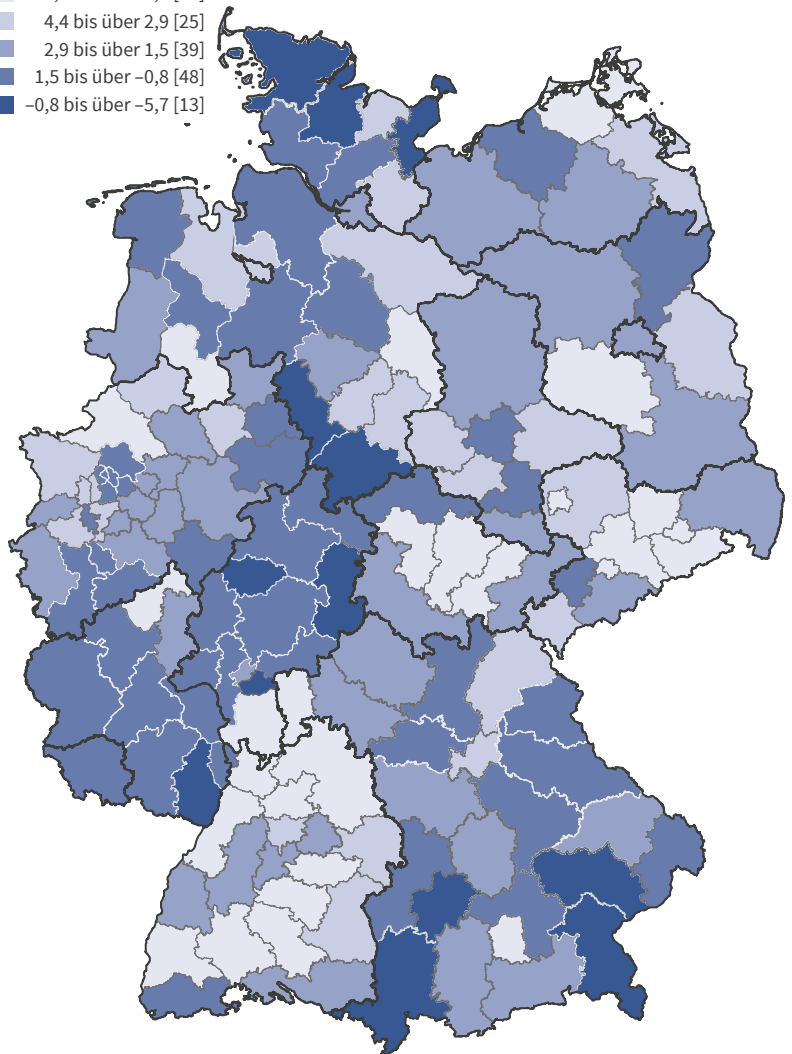 4,4 bis über 2,9 [25]
2,9 bis über 1,5 [39]
1,5 bis über –0,8 [48]
–0,8 bis über –5,7 [13]